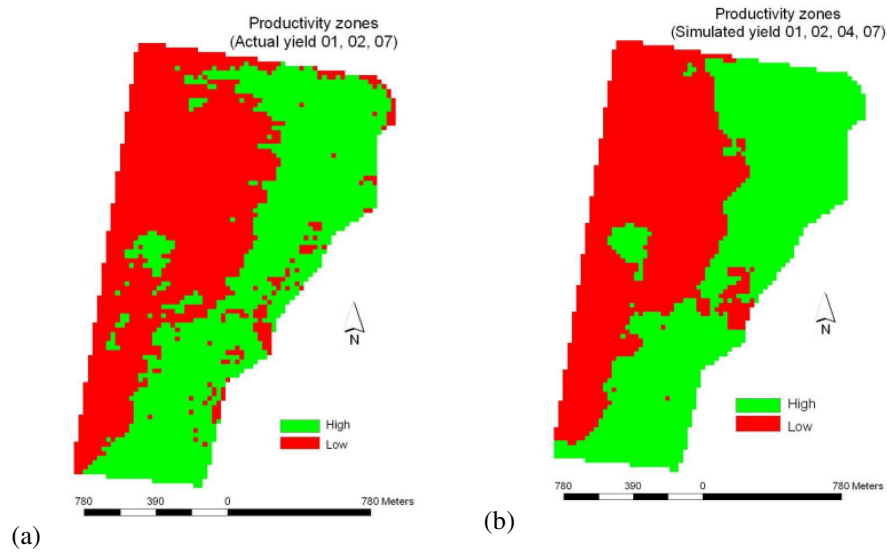 Productivity zones
(Actual yield 01, 02, 07)
N
High
Low
780 390 0 780 Meters
(a)
Productivity zones
(Simulated yield 01, 02, 04, 07)
N
High
Low
780 390 0 780 Meters
(b)